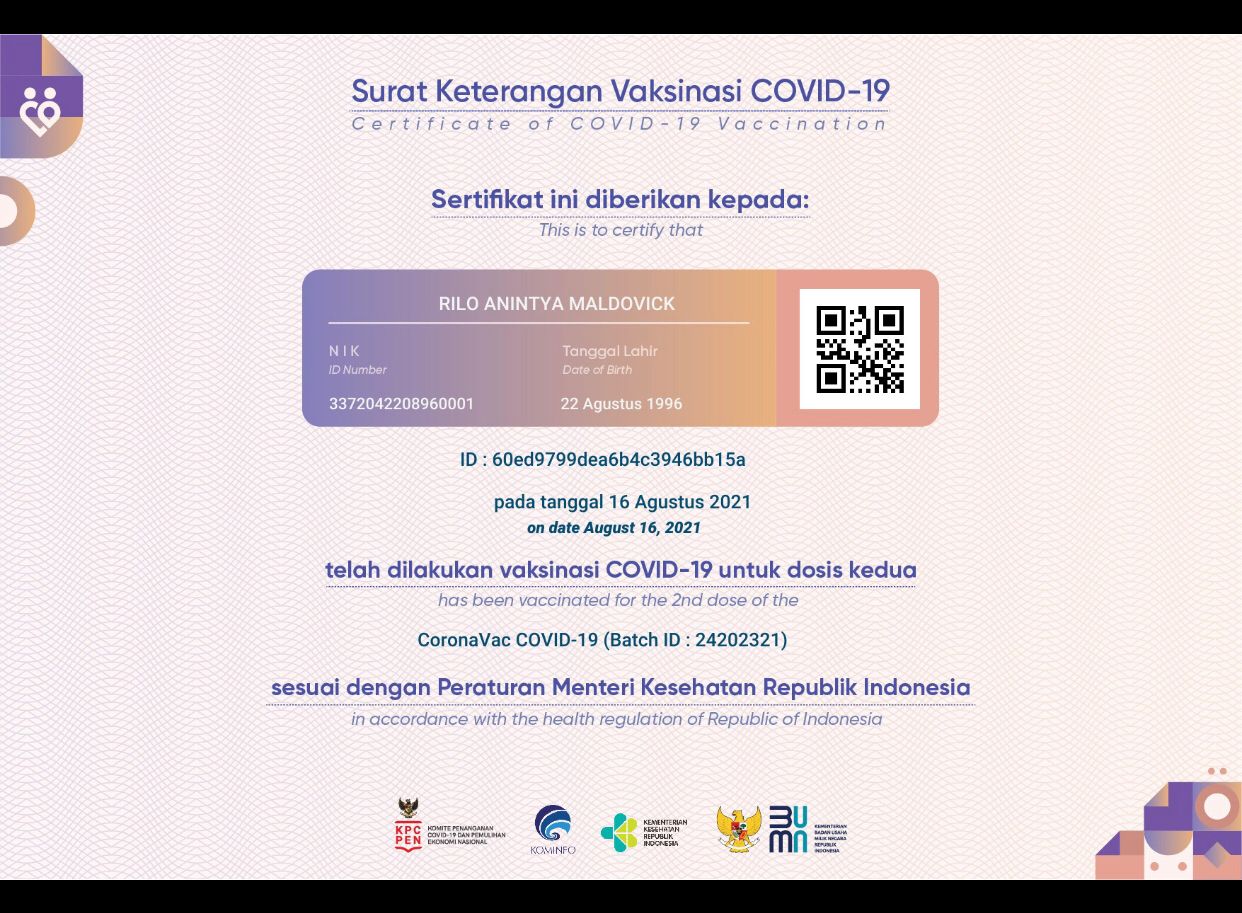 Surat Keterangan Vaksinasi COVID-19
Certificate of COVID-19 Vaccination
Sertifikat ini diberikan kepada:
This is to certify that
RILO ANINTYA MALDOVICK
N I K
ID Number
Tanggal Lahir
Date of Birth
3372042208960001
22 Agustus 1996
ID : 60ed9799dea6b4c3946bb15a
pada tanggal 16 Agustus 2021
on date August 16, 2021
telah dilakukan vaksinasi COVID-19 untuk dosis kedua
has been vaccinated for the 2nd dose of the
CoronaVac COVID-19 (Batch ID : 24202321)
sesuai dengan Peraturan Menteri Kesehatan Republik Indonesia
in accordance with the health regulation of Republic of Indonesia
KPC
PEN
KOMITE PENANGANAN
COVID-19 DAN PEMULIHAN
EKONOMI NASIONAL
KOMINFO
KEMENTERIAN
KESEHATAN
REPUBLIK
INDONESIA
BUMN
KEMENTERIAN
BADAN USAHA
MILIK NEGARA
REPUBLIK
INDONESIA